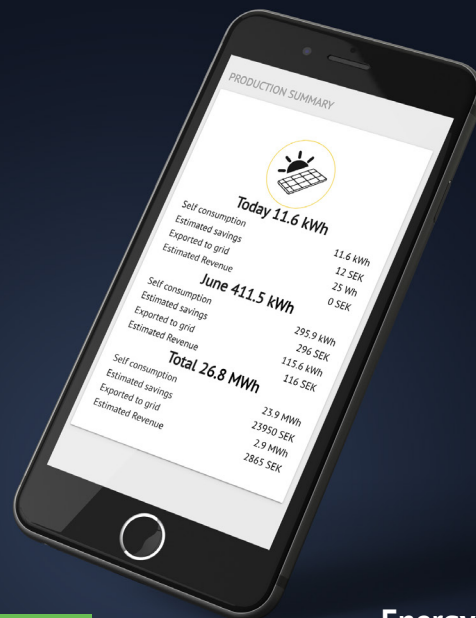 PRODUCTION SUMMARY
Today 11.6 kWh
Self consumption 11.6 kWh
Estimated savings 12 SEK
Exported to grid 25 Wh
Estimated Revenue 0 SEK
June 411.5 kWh
Self consumption 295.9 kWh
Estimated savings 296 SEK
Exported to grid 115.6 kWh
Estimated Revenue 116 SEK
Total 26.8 MWh
Self consumption 23.9 MWh
Estimated savings 23950 SEK
Exported to grid 2.9 MWh
Estimated Revenue 2865 SEK